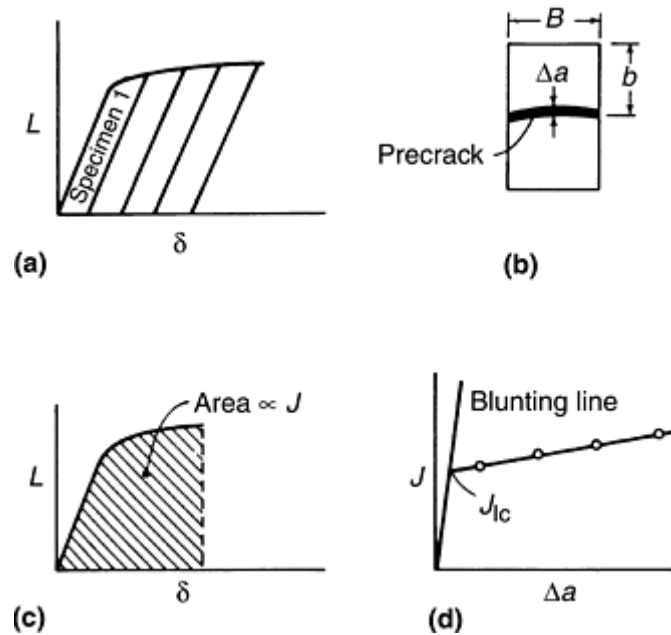 L
Specimen 1
δ
(a)
B
Δa
b
Precrack
(b)
Area ∝ J
L
δ
(c)
Blunting line
J
J_Ic
Δa
(d)